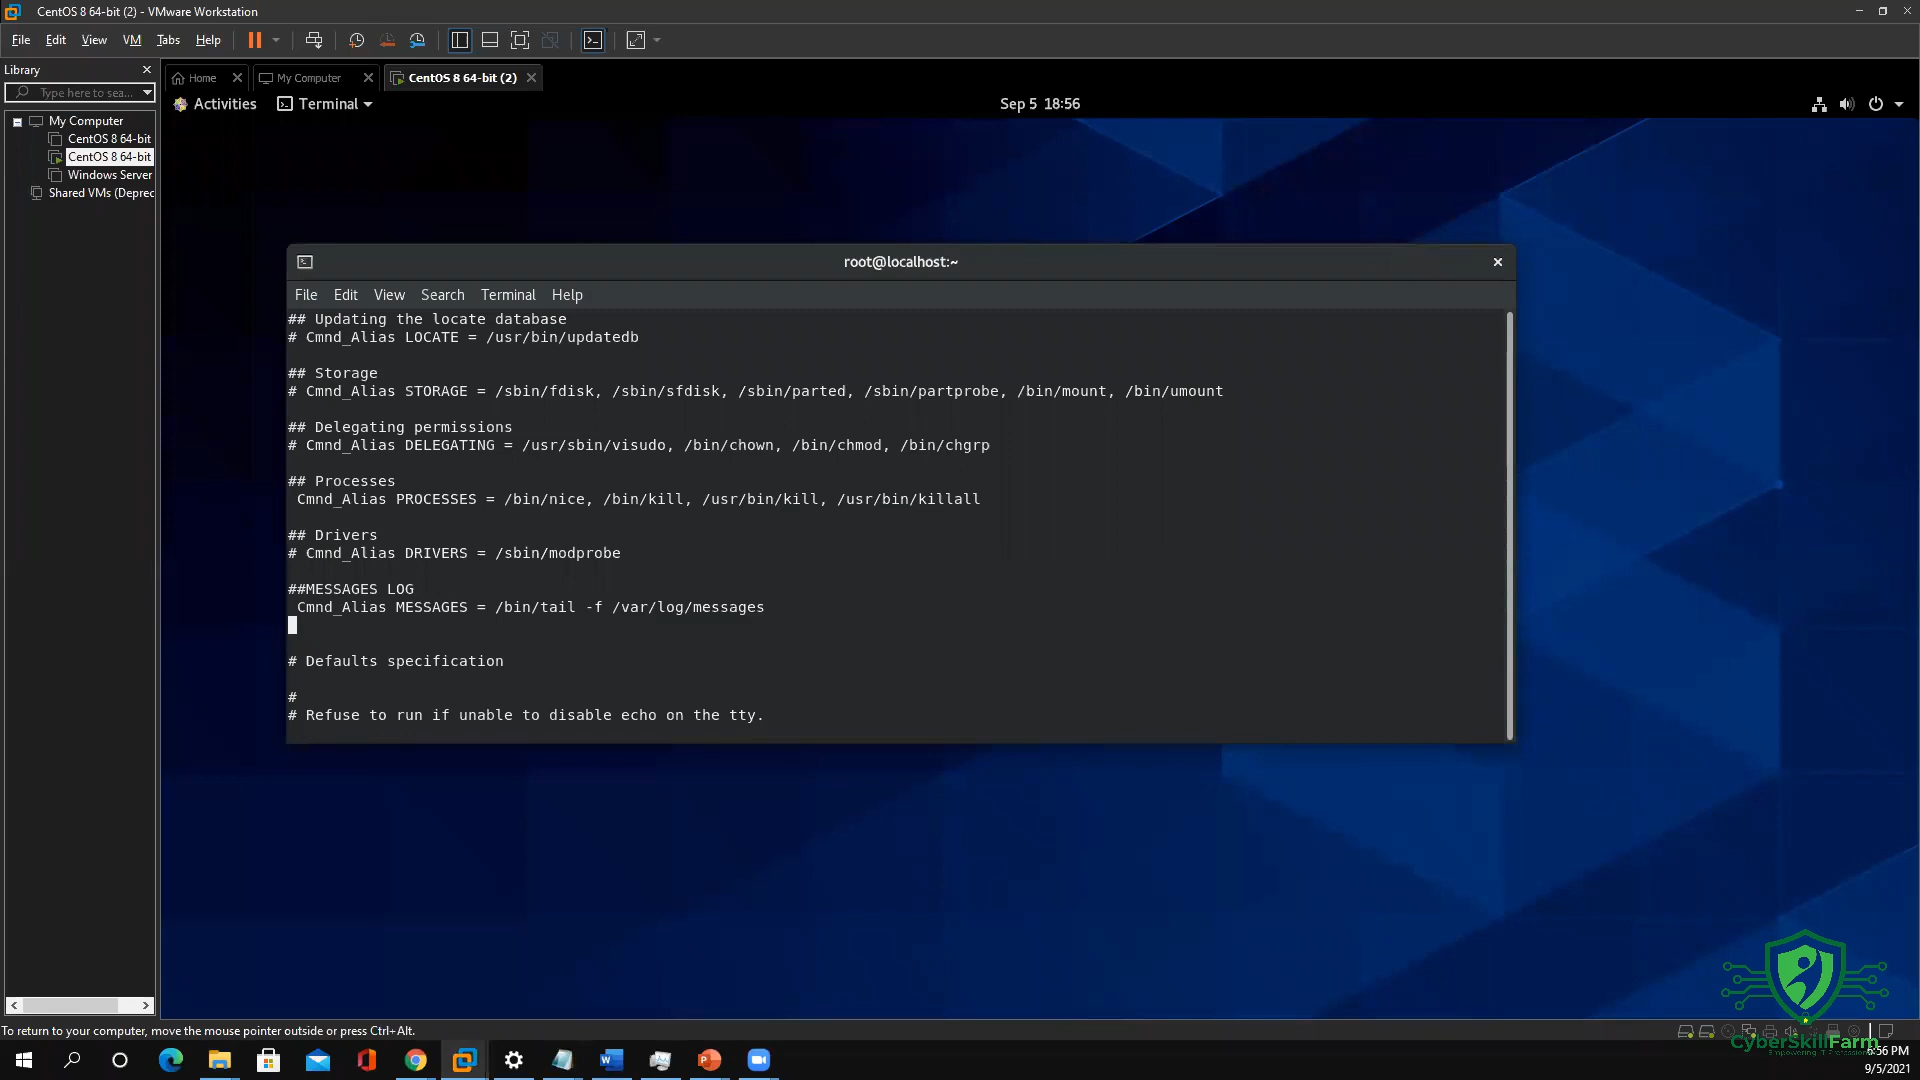 CentOS 8 64-bit (2) - VMware Workstation
File Edit View VM Tabs Help
Library
Type here to sea...
My Computer
CentOS 8 64-bit
CentOS 8 64-bit
Windows Server
Shared VMs (Deprec
Home My Computer CentOS 8 64-bit (2)
Activities Terminal Sep 5 18:56
root@localhost:~
File Edit View Search Terminal Help
## Updating the locate database
# Cmnd_Alias LOCATE = /usr/bin/updatedb
## Storage
# Cmnd_Alias STORAGE = /sbin/fdisk, /sbin/sfdisk, /sbin/parted, /sbin/partprobe, /bin/mount, /bin/umount
## Delegating permissions
# Cmnd_Alias DELEGATING = /usr/sbin/visudo, /bin/chown, /bin/chmod, /bin/chgrp
## Processes
Cmnd_Alias PROCESSES = /bin/nice, /bin/kill, /usr/bin/kill, /usr/bin/killall
## Drivers
# Cmnd_Alias DRIVERS = /sbin/modprobe
##MESSAGES LOG
Cmnd_Alias MESSAGES = /bin/tail -f /var/log/messages
# Defaults specification
#
# Refuse to run if unable to disable echo on the tty.
To return to your computer, move the mouse pointer outside or press Ctrl+Alt.
CyberSkillFarm
:56 PM
9/5/2021